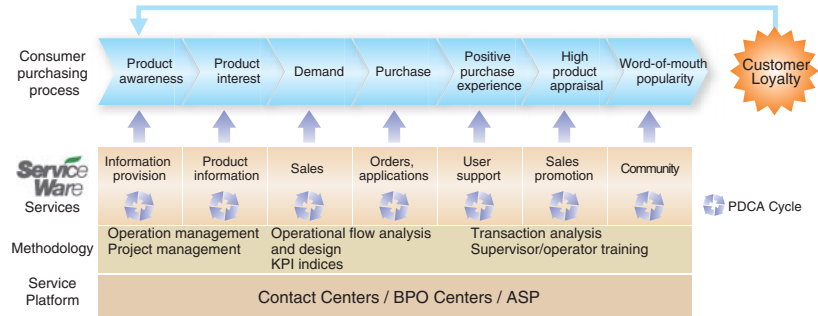 Consumer
purchasing
process
Product
awareness
Product
interest
Demand
Purchase
Positive
purchase
experience
High
product
appraisal
Word-of-mouth
popularity
Customer
Loyalty
Service
Ware
Services
Information
provision
Product
information
Sales
Orders,
applications
User
support
Sales
promotion
Community
PDCA Cycle
Methodology
Operation management
Project management
Operational flow analysis
and design
KPI indices
Transaction analysis
Supervisor/operator training
Service
Platform
Contact Centers / BPO Centers / ASP